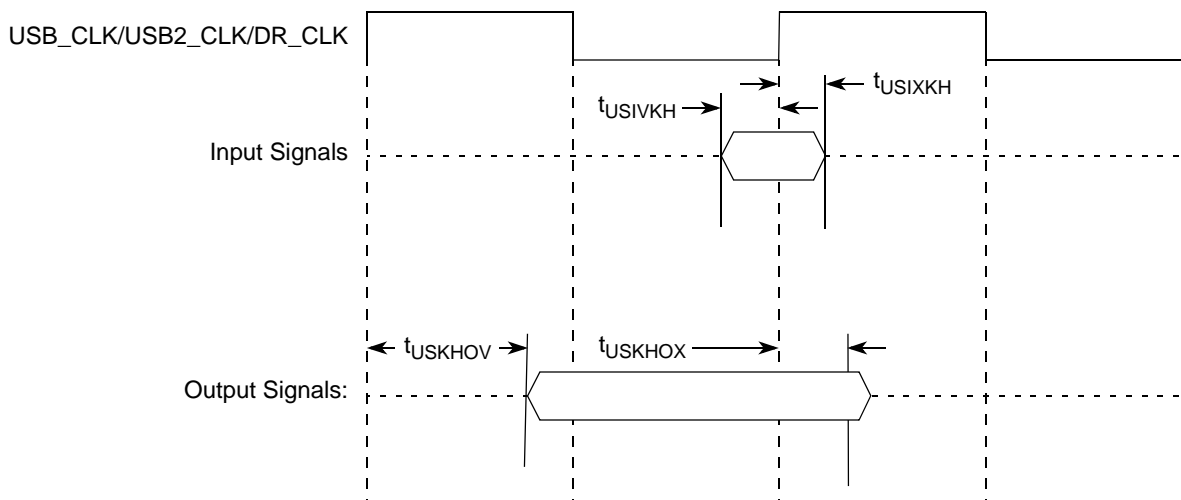 USB_CLK/USB2_CLK/DR_CLK
tUSIXKH
tUSIVKH
Input Signals
tUSKHOV
tUSKHOX
Output Signals: